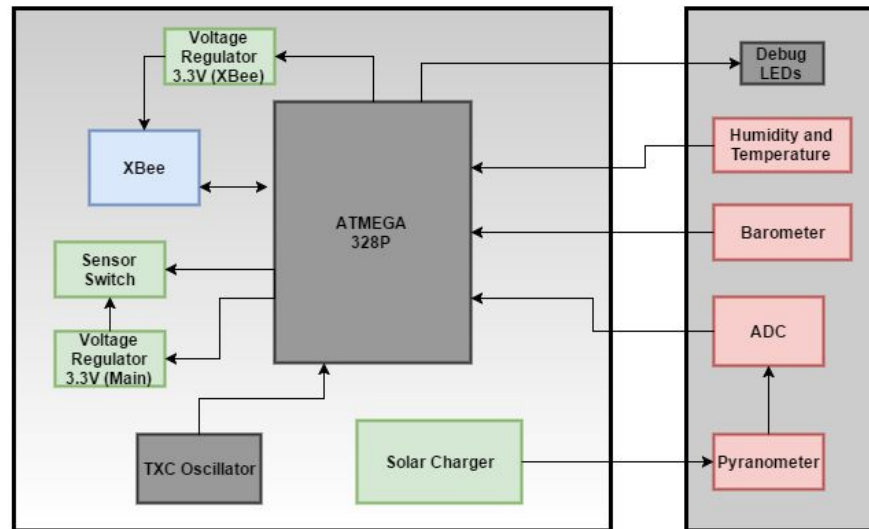 Voltage
Regulator
3.3V (XBee)
Debug
LEDs
Humidity and
Temperature
XBee
ATMEGA
328P
Barometer
Sensor
Switch
Voltage
Regulator
3.3V (Main)
ADC
TXC Oscillator
Solar Charger
Pyranometer